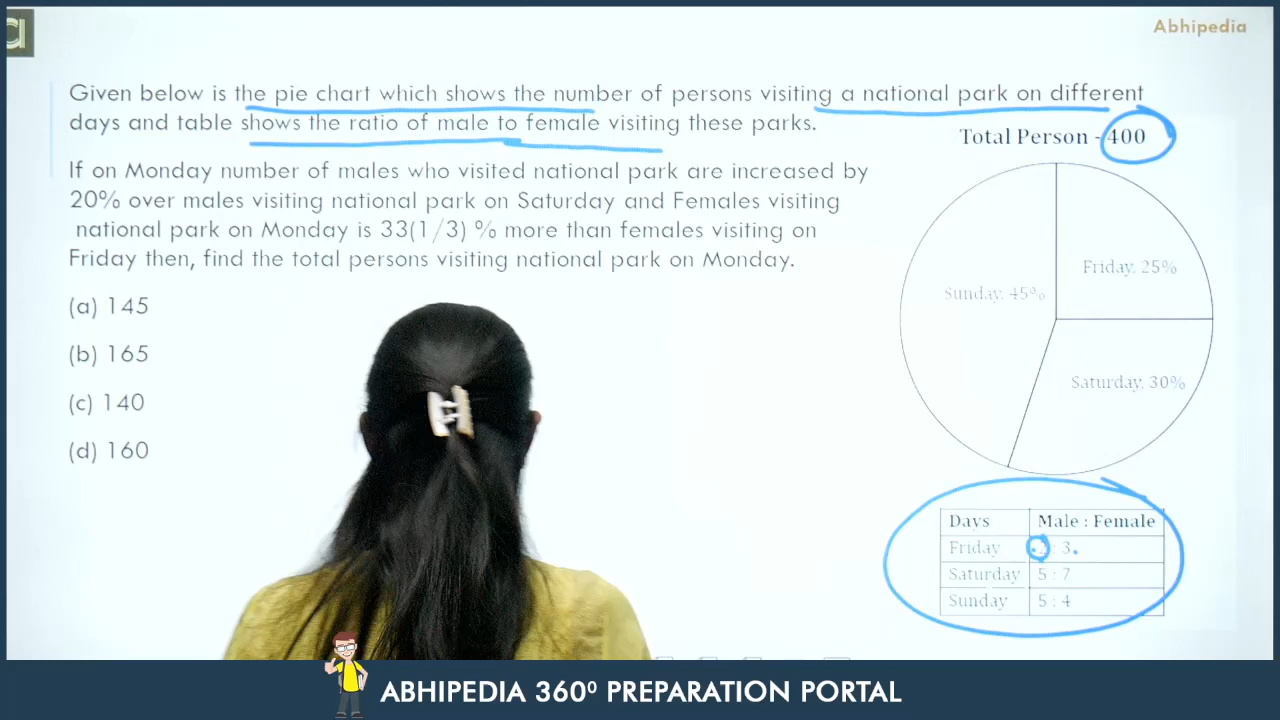 Abhipedia
Given below is the pie chart which shows the number of persons visiting a national park on different
days and table shows the ratio of male to female visiting these parks.
Total Person - 400
If on Monday number of males who visited national park are increased by
20% over males visiting national park on Saturday and Females visiting
national park on Monday is 33(1/3) % more than females visiting on
Friday then, find the total persons visiting national park on Monday.
Friday, 25%
Sunday, 45%
Saturday, 30%
(a) 145
(b) 165
(c) 140
(d) 160
Days Male : Female
Friday : 3
Saturday 5 : 7
Sunday 5 : 4
ABHIPEDIA 360⁰ PREPARATION PORTAL